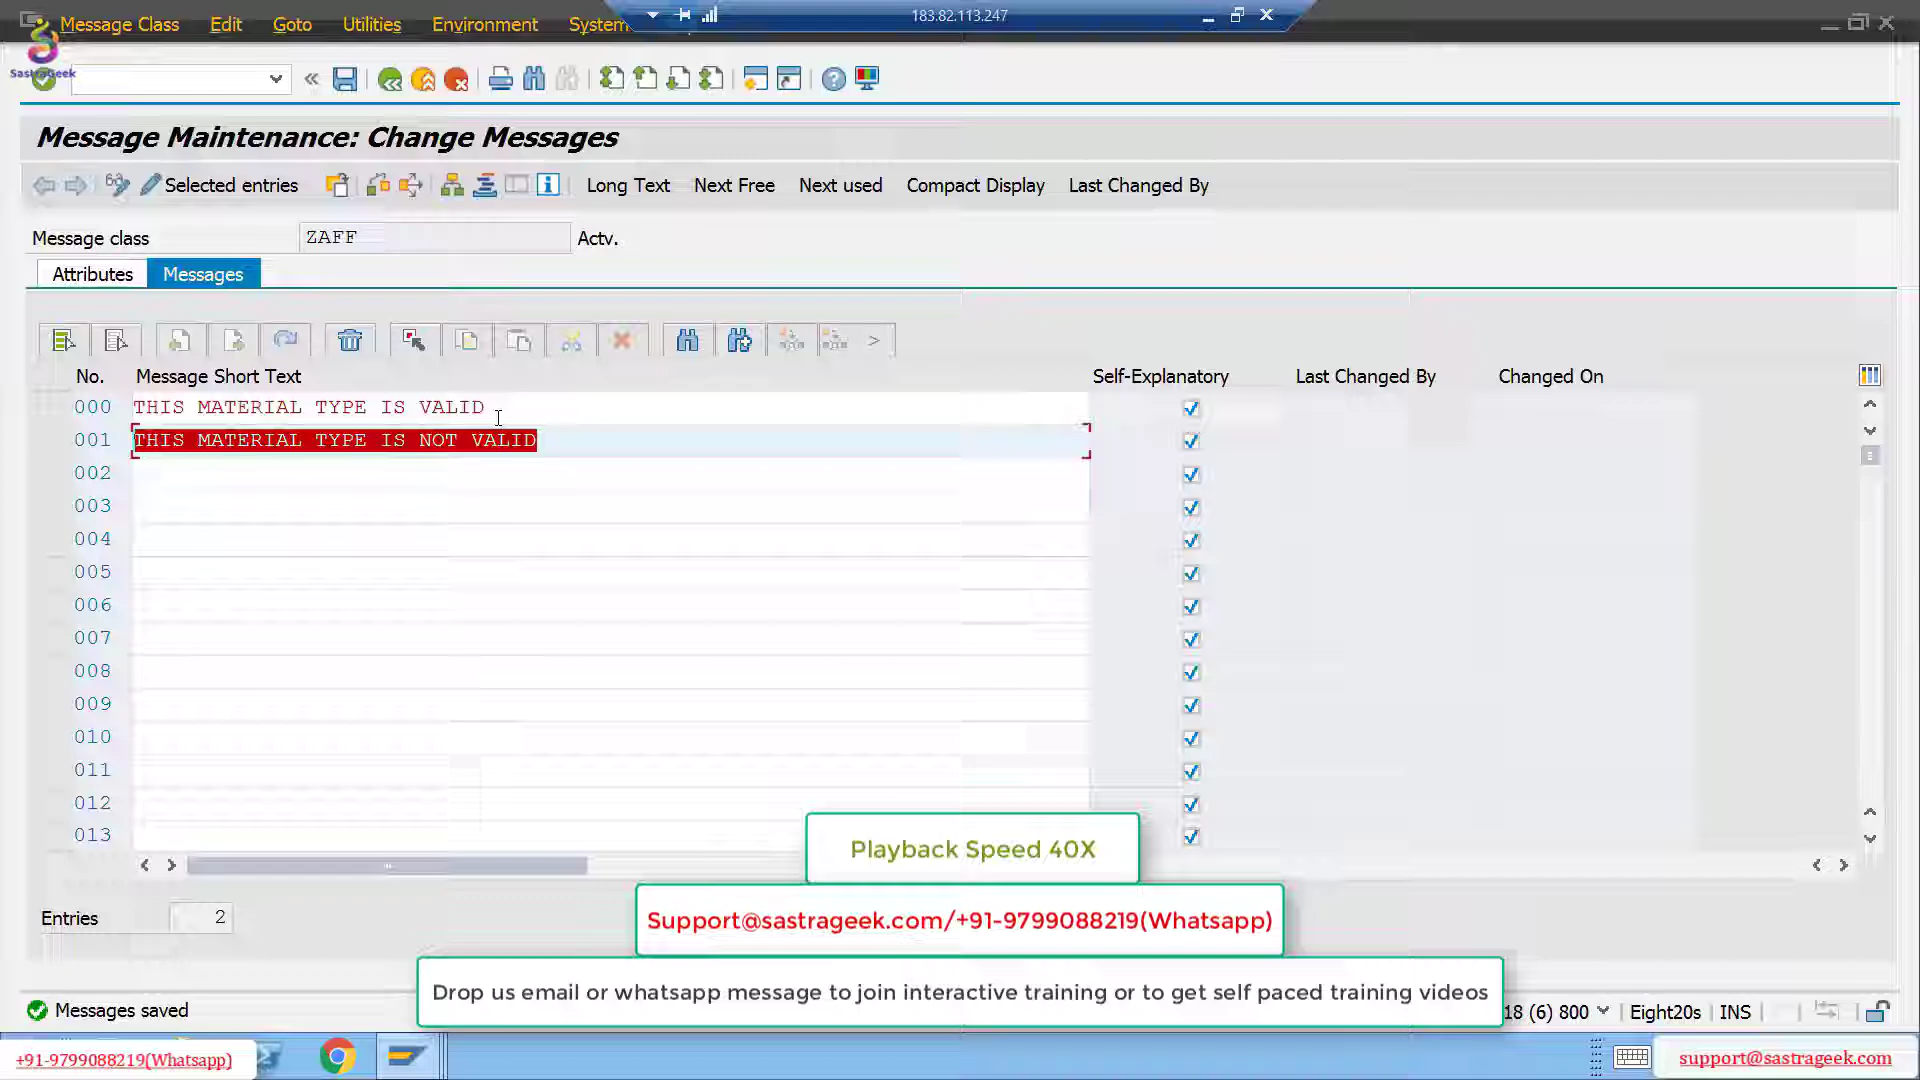 183.82.113.247
Message Class Edit Goto Utilities Environment System
SastraGeek
Message Maintenance: Change Messages
Selected entries Long Text Next Free Next used Compact Display Last Changed By
Message class ZAFF Actv.
Attributes Messages
No. Message Short Text Self-Explanatory Last Changed By Changed On
000 THIS MATERIAL TYPE IS VALID
001 THIS MATERIAL TYPE IS NOT VALID
002
003
004
005
006
007
008
009
010
011
012
013
Playback Speed 40X
Entries 2
Support@sastrageek.com/+91-9799088219(Whatsapp)
Drop us email or whatsapp message to join interactive training or to get self paced training videos
Messages saved 18 (6) 800 Eight20s INS
+91-9799088219(Whatsapp) support@sastrageek.com